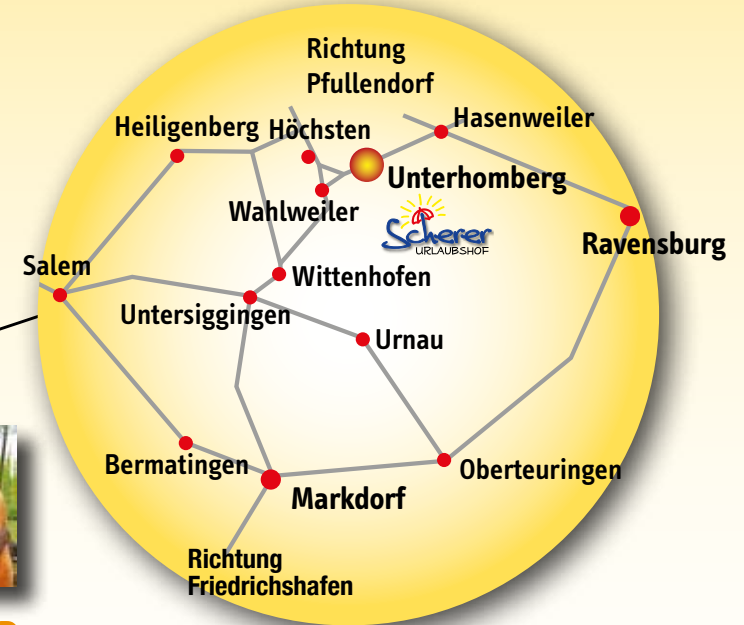 Richtung
Pfullendorf
Hasenweiler
Heiligenberg
Höchsten
Unterhomberg
Wahlweiler
Scherer
URLAUBSHOF
Ravensburg
Salem
Wittenhofen
Untersiggingen
Urnau
Bermatingen
Oberteuringen
Markdorf
Richtung
Friedrichshafen